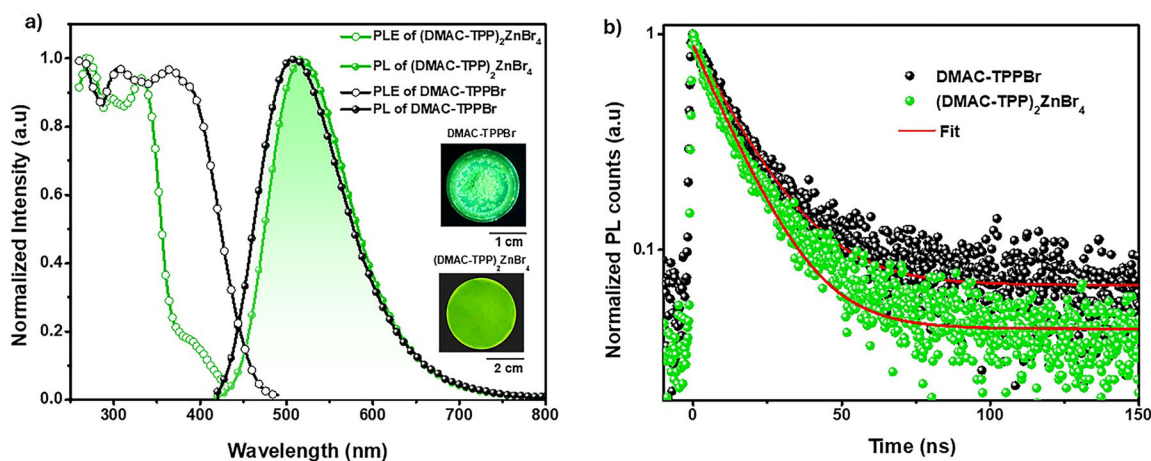 a)
PLE of (DMAC-TPP)₂ZnBr₄
PL of (DMAC-TPP)₂ZnBr₄
PLE of DMAC-TPPBr
PL of DMAC-TPPBr
DMAC-TPPBr
1 cm
(DMAC-TPP)₂ZnBr₄
2 cm
Normalized Intensity (a.u)
1.0
0.8
0.6
0.4
0.2
0.0
300 400 500 600 700 800
Wavelength (nm)
b)
DMAC-TPPBr
(DMAC-TPP)₂ZnBr₄
Fit
Normalized PL counts (a.u)
1
0.1
0 50 100 150
Time (ns)